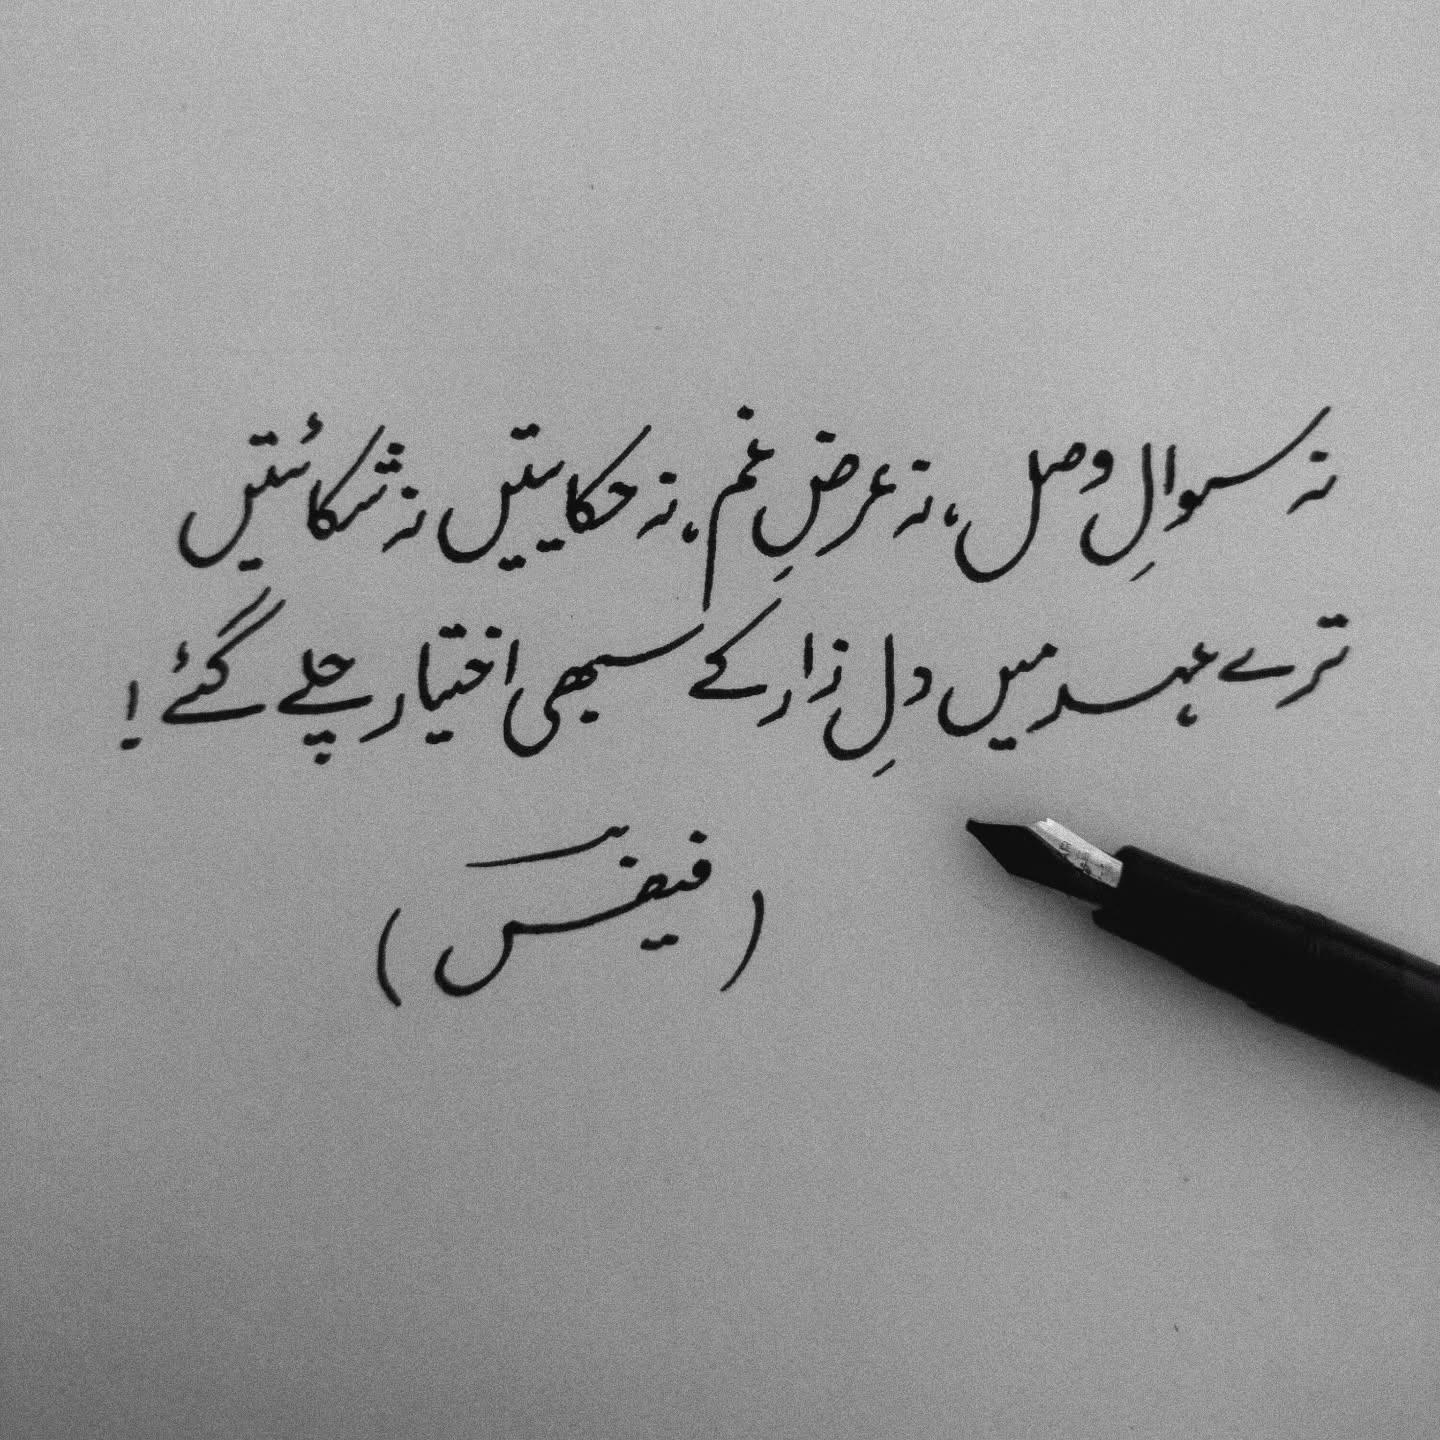 نہ سوالِ وصل، نہ عرضِ غم، نہ حکایتیں نہ شکائتیں
ترے عہد میں دلِ زار کے سبھی اختیار چلے گئے !
(فیض)